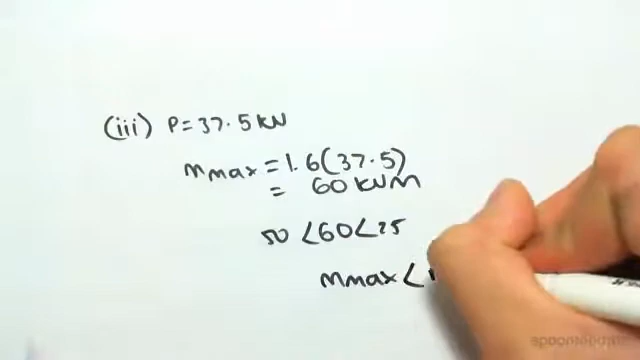 (iii) P = 37.5 kN
Mmax = 1.6(37.5)
= 60 kNm
50 < 60 < 75
Mmax <